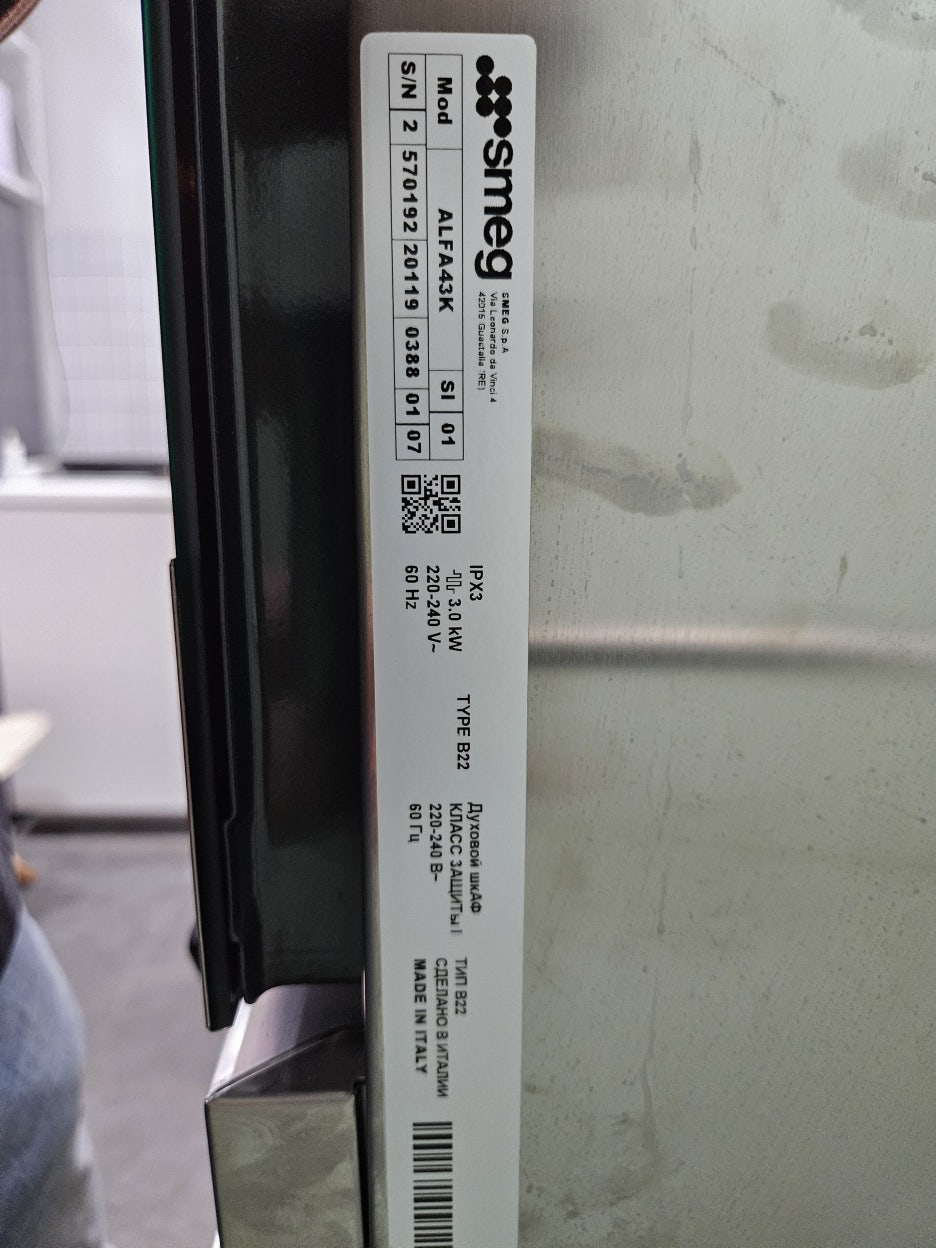 smeg
SMEG S.p.A.
Via Leonardo da Vinci 4
42016 Guastalla (RE)
Mod ALFA43K SI 01
S/N 2 570192 20119 0388 01 07
IPX3
3.0 kW
220-240 V~
60 Hz
TYPE B22
Духовой шкАФ
КЛАСС ЗАЩИТЫ I
220-240 В~
60 Гц
ТИП B22
СДЕЛАНО В ИТАЛИИ
MADE IN ITALY